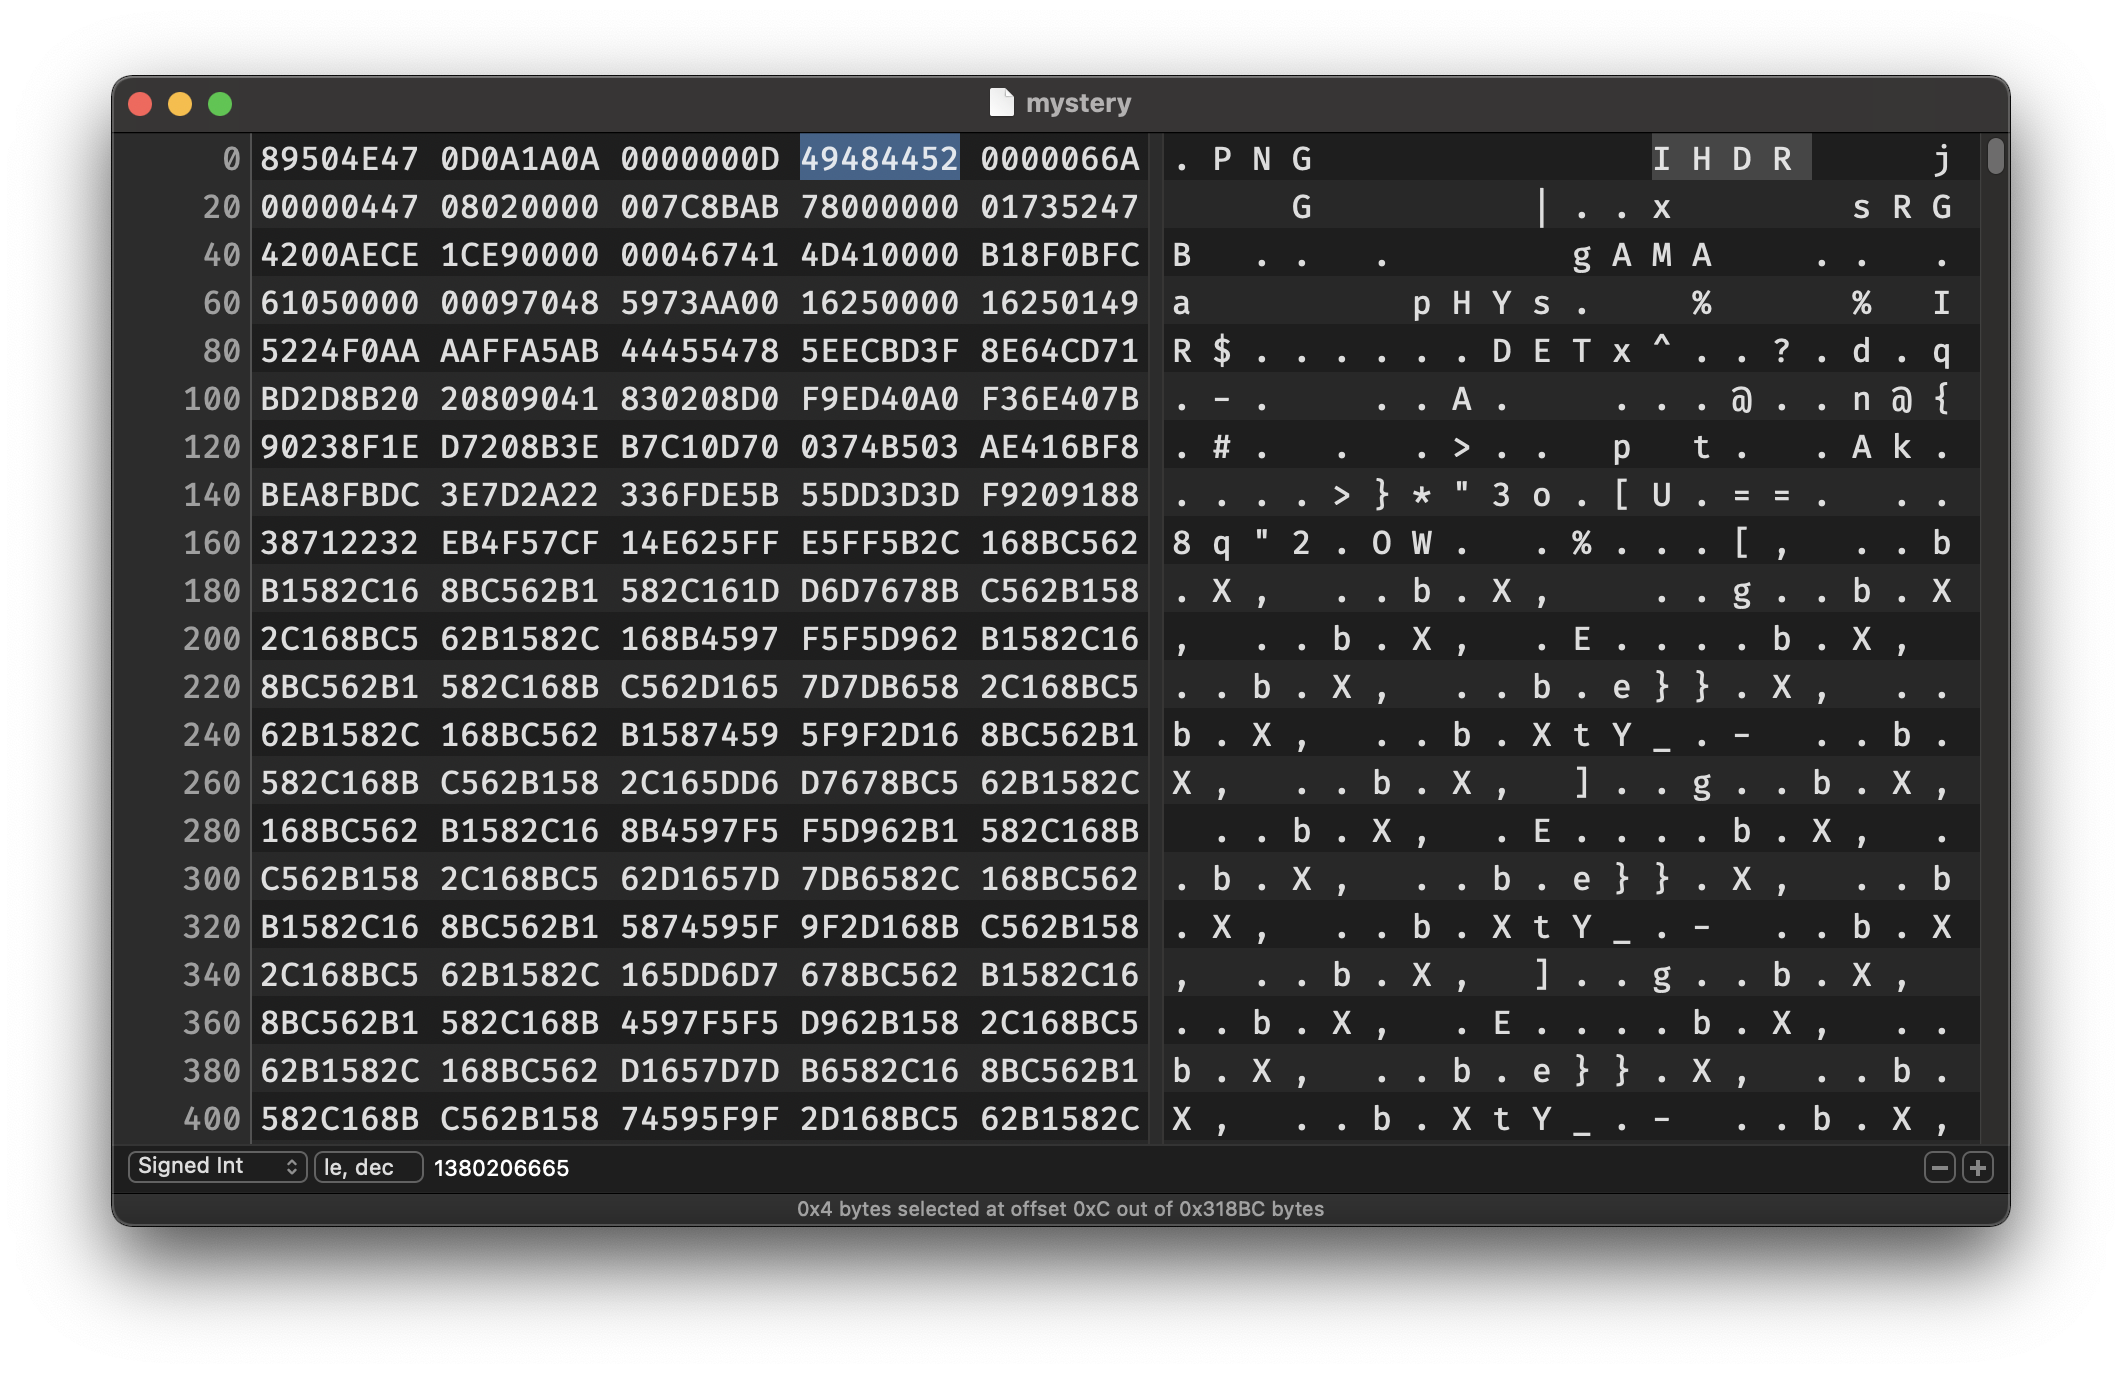 mystery
0 89504E47 0D0A1A0A 0000000D 49484452 0000066A . P N G I H D R j
20 00000447 08020000 007C8BAB 78000000 01735247 G | . . x s R G
40 4200AECE 1CE90000 00046741 4D410000 B18F0BFC B . . . g A M A . . .
60 61050000 00097048 5973AA00 16250000 16250149 a p H Y s . % % I
80 5224F0AA AAFFA5AB 44455478 5EECBD3F 8E64CD71 R $ . . . . . . D E T x ^ . . ? . d . q
100 BD2D8B20 20809041 830208D0 F9ED40A0 F36E407B . - . . . A . . . . @ . . n @ {
120 90238F1E D7208B3E B7C10D70 0374B503 AE416BF8 . # . . . > . . p t . . A k .
140 BEA8FBDC 3E7D2A22 336FDE5B 55DD3D3D F9209188 . . . . > } * " 3 o . [ U . = = . . .
160 38712232 EB4F57CF 14E625FF E5FF5B2C 168BC562 8 q " 2 . O W . . % . . . [ , . . b
180 B1582C16 8BC562B1 582C161D D6D7678B C562B158 . X , . . b . X , . . g . . b . X
200 2C168BC5 62B1582C 168B4597 F5F5D962 B1582C16 , . . b . X , . E . . . . b . X ,
220 8BC562B1 582C168B C562D165 7D7DB658 2C168BC5 . . b . X , . . b . e } } . X , . .
240 62B1582C 168BC562 B1587459 5F9F2D16 8BC562B1 b . X , . . b . X t Y _ . - . . b .
260 582C168B C562B158 2C165DD6 D7678BC5 62B1582C X , . . b . X , ] . . g . . b . X ,
280 168BC562 B1582C16 8B4597F5 F5D962B1 582C168B . . b . X , . E . . . . b . X , .
300 C562B158 2C168BC5 62D1657D 7DB6582C 168BC562 . b . X , . . b . e } } . X , . . b
320 B1582C16 8BC562B1 5874595F 9F2D168B C562B158 . X , . . b . X t Y _ . - . . b . X
340 2C168BC5 62B1582C 165DD6D7 678BC562 B1582C16 , . . b . X , ] . . g . . b . X ,
360 8BC562B1 582C168B 4597F5F5 D962B158 2C168BC5 . . b . X , . E . . . . b . X , . .
380 62B1582C 168BC562 D1657D7D B6582C16 8BC562B1 b . X , . . b . e } } . X , . . b .
400 582C168B C562B158 74595F9F 2D168BC5 62B1582C X , . . b . X t Y _ . - . . b . X ,
Signed Int le, dec 1380206665
0x4 bytes selected at offset 0xC out of 0x318BC bytes